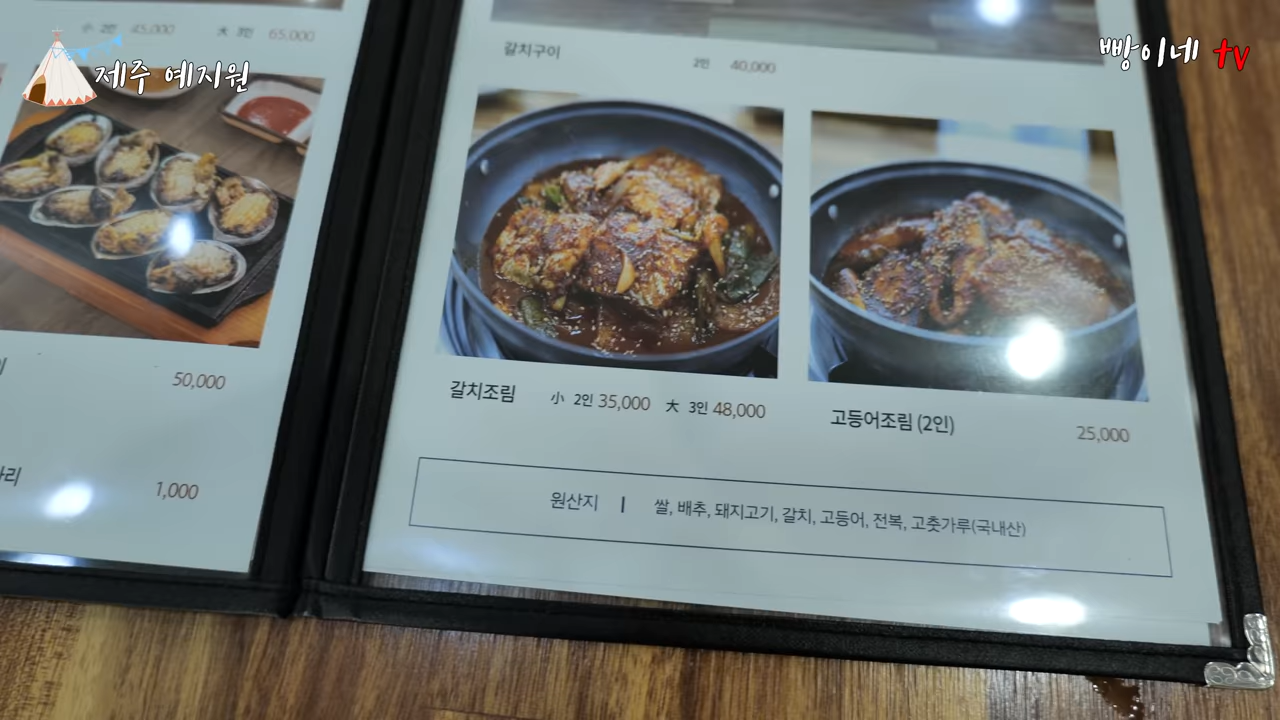 제주 예지원
빵이네 tv
小 2인 45,000 大 3인 65,000
50,000
1,000
갈치구이 2인 40,000
갈치조림 小 2인 35,000 大 3인 48,000
고등어조림 (2인) 25,000
원산지 | 쌀, 배추, 돼지고기, 갈치, 고등어, 전복, 고춧가루(국내산)